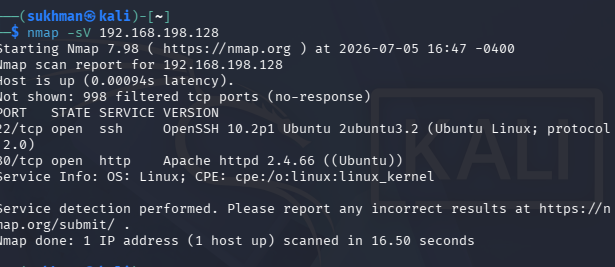 ──(sukhman㉿kali)-[~]
─$ nmap -sV 192.168.198.128
Starting Nmap 7.98 ( https://nmap.org ) at 2026-07-05 16:47 -0400
Nmap scan report for 192.168.198.128
Host is up (0.00094s latency).
Not shown: 998 filtered tcp ports (no-response)
PORT   STATE SERVICE VERSION
22/tcp open  ssh     OpenSSH 10.2p1 Ubuntu 2ubuntu3.2 (Ubuntu Linux; protocol
2.0)
80/tcp open  http    Apache httpd 2.4.66 ((Ubuntu))
Service Info: OS: Linux; CPE: cpe:/o:linux:linux_kernel
Service detection performed. Please report any incorrect results at https://n
map.org/submit/ .
Nmap done: 1 IP address (1 host up) scanned in 16.50 seconds
KALI